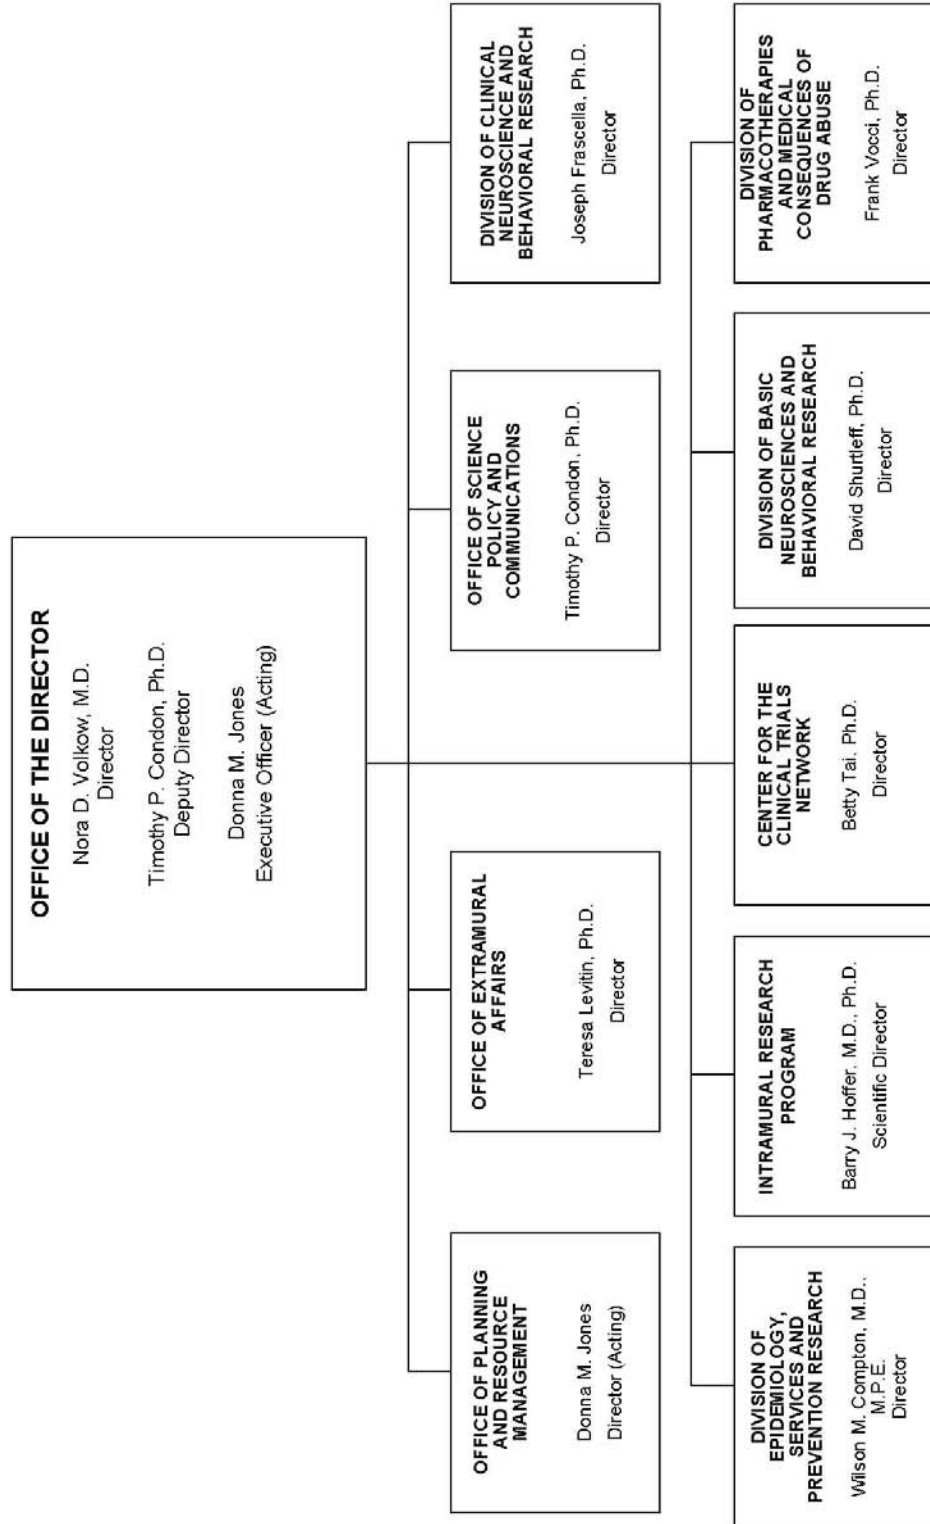 OFFICE OF THE DIRECTOR
Nora D. Volkow, M.D.
Director
Timothy P. Condon, Ph.D.
Deputy Director
Donna M. Jones
Executive Officer (Acting)
OFFICE OF PLANNING
AND RESOURCE
MANAGEMENT
Donna M. Jones
Director (Acting)
OFFICE OF EXTRAMURAL
AFFAIRS
Teresa Levitin, Ph.D.
Director
OFFICE OF SCIENCE
POLICY AND
COMMUNICATIONS
Timothy P. Condon, Ph.D.
Director
DIVISION OF CLINICAL
NEUROSCIENCE AND
BEHAVIORAL RESEARCH
Joseph Frascella, Ph.D.
Director
DIVISION OF
EPIDEMIOLOGY,
SERVICES AND
PREVENTION RESEARCH
Wilson M. Compton, M.D.,
M.P.E.
Director
INTRAMURAL RESEARCH
PROGRAM
Barry J. Hoffer, M.D., Ph.D.
Scientific Director
CENTER FOR THE
CLINICAL TRIALS
NETWORK
Betty Tai. Ph.D.
Director
DIVISION OF BASIC
NEUROSCIENCES AND
BEHAVIORAL RESEARCH
David Shurtleff, Ph.D.
Director
DIVISION OF
PHARMACOTHERAPIES
AND MEDICAL
CONSEQUENCES OF
DRUG ABUSE
Frank Vocci, Ph.D.
Director